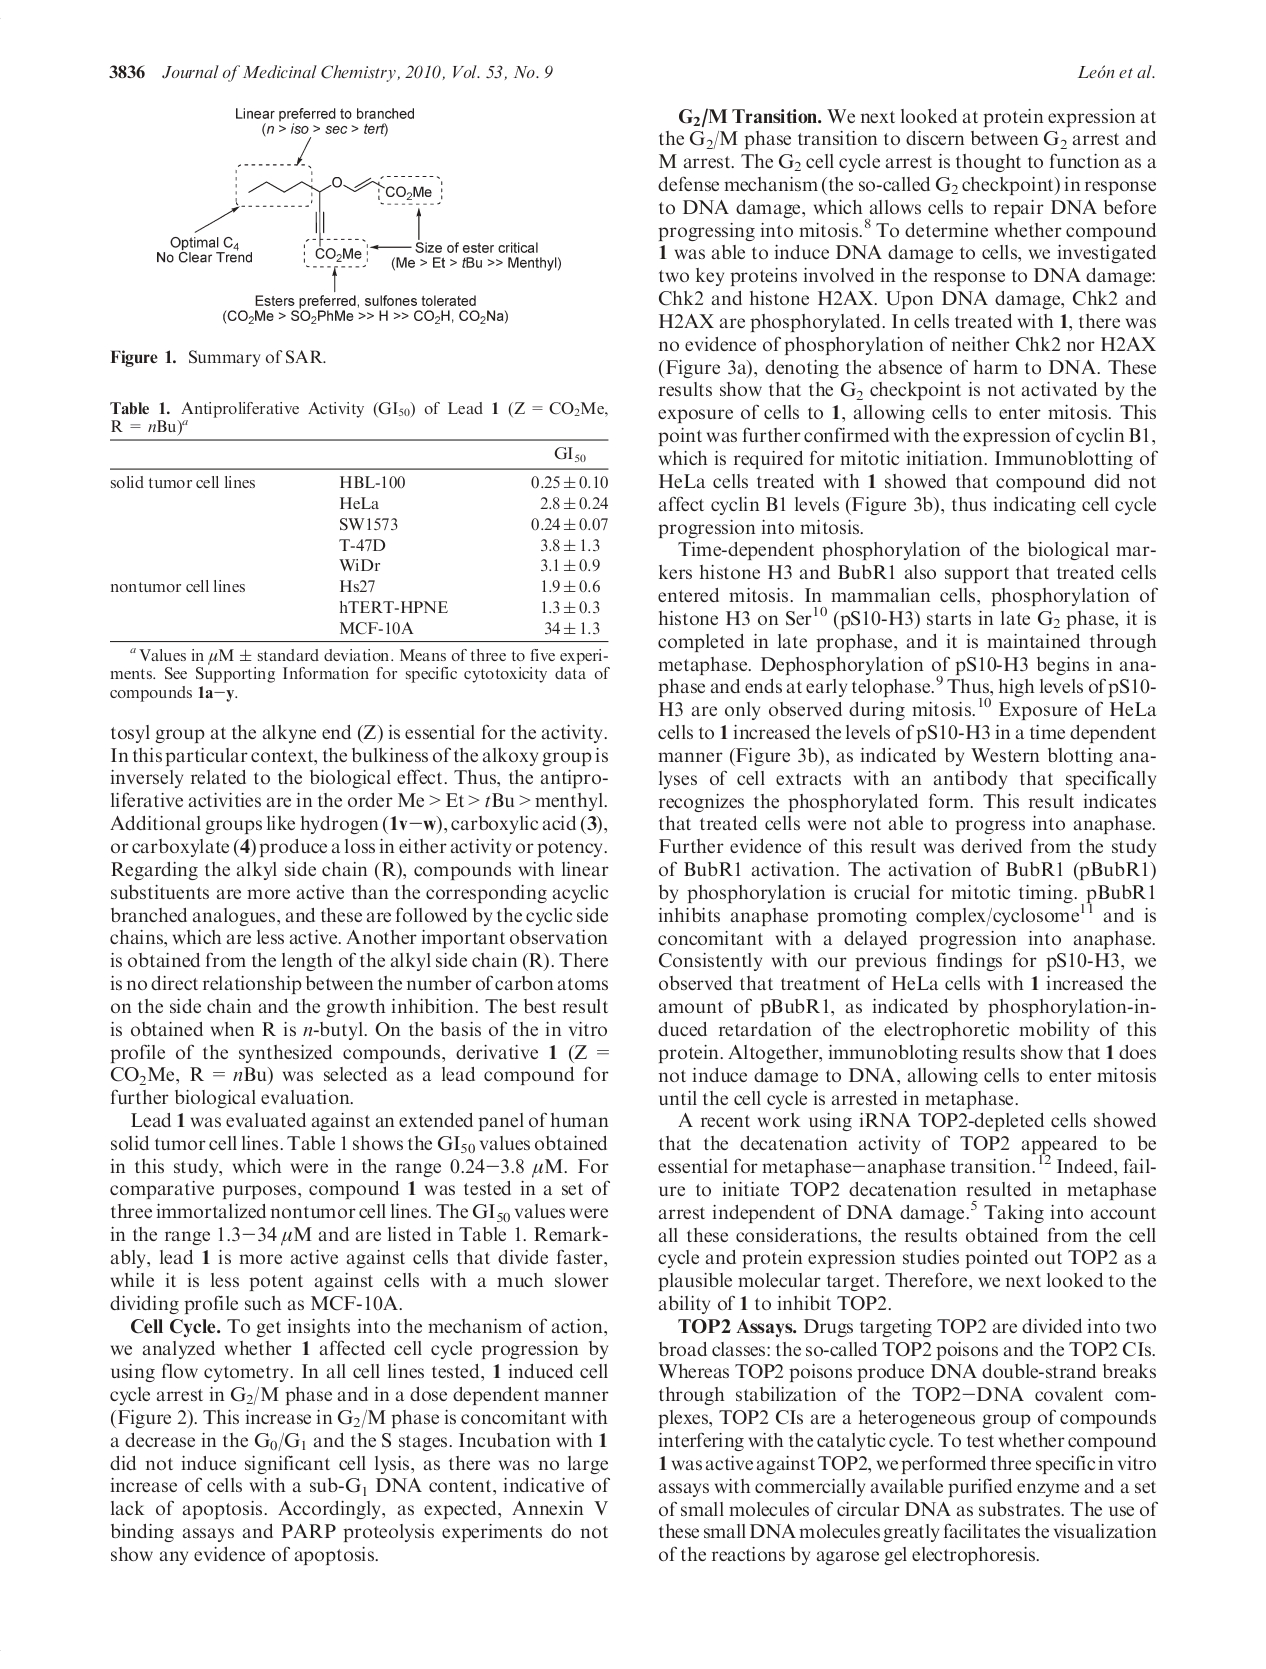 3836 Journal of Medicinal Chemistry, 2010, Vol. 53, No. 9
León et al.
Linear preferred to branched
(n > iso > sec > tert)
O
CO2Me
Optimal C4
No Clear Trend
CO2Me
Size of ester critical
(Me > Et > tBu >> Menthyl)
Esters preferred, sulfones tolerated
(CO2Me > SO2PhMe >> H >> CO2H, CO2Na)
Figure 1. Summary of SAR.
Table 1. Antiproliferative Activity (GI50) of Lead 1 (Z = CO2Me,
R = nBu)a
GI50
solid tumor cell lines HBL-100 0.25 ± 0.10
HeLa 2.8 ± 0.24
SW1573 0.24 ± 0.07
T-47D 3.8 ± 1.3
WiDr 3.1 ± 0.9
nontumor cell lines Hs27 1.9 ± 0.6
hTERT-HPNE 1.3 ± 0.3
MCF-10A 34 ± 1.3
a Values in μM ± standard deviation. Means of three to five experi-
ments. See Supporting Information for specific cytotoxicity data of
compounds 1a−y.
tosyl group at the alkyne end (Z) is essential for the activity.
In this particular context, the bulkiness of the alkoxy group is
inversely related to the biological effect. Thus, the antipro-
liferative activities are in the order Me > Et > tBu > menthyl.
Additional groups like hydrogen (1v−w), carboxylic acid (3),
or carboxylate (4) produce a loss in either activity or potency.
Regarding the alkyl side chain (R), compounds with linear
substituents are more active than the corresponding acyclic
branched analogues, and these are followed by the cyclic side
chains, which are less active. Another important observation
is obtained from the length of the alkyl side chain (R). There
is no direct relationship between the number of carbon atoms
on the side chain and the growth inhibition. The best result
is obtained when R is n-butyl. On the basis of the in vitro
profile of the synthesized compounds, derivative 1 (Z =
CO2Me, R = nBu) was selected as a lead compound for
further biological evaluation.
Lead 1 was evaluated against an extended panel of human
solid tumor cell lines. Table 1 shows the GI50 values obtained
in this study, which were in the range 0.24−3.8 μM. For
comparative purposes, compound 1 was tested in a set of
three immortalized nontumor cell lines. The GI50 values were
in the range 1.3−34 μM and are listed in Table 1. Remark-
ably, lead 1 is more active against cells that divide faster,
while it is less potent against cells with a much slower
dividing profile such as MCF-10A.
Cell Cycle. To get insights into the mechanism of action,
we analyzed whether 1 affected cell cycle progression by
using flow cytometry. In all cell lines tested, 1 induced cell
cycle arrest in G2/M phase and in a dose dependent manner
(Figure 2). This increase in G2/M phase is concomitant with
a decrease in the G0/G1 and the S stages. Incubation with 1
did not induce significant cell lysis, as there was no large
increase of cells with a sub-G1 DNA content, indicative of
lack of apoptosis. Accordingly, as expected, Annexin V
binding assays and PARP proteolysis experiments do not
show any evidence of apoptosis.
G2/M Transition. We next looked at protein expression at
the G2/M phase transition to discern between G2 arrest and
M arrest. The G2 cell cycle arrest is thought to function as a
defense mechanism (the so-called G2 checkpoint) in response
to DNA damage, which allows cells to repair DNA before
progressing into mitosis.8 To determine whether compound
1 was able to induce DNA damage to cells, we investigated
two key proteins involved in the response to DNA damage:
Chk2 and histone H2AX. Upon DNA damage, Chk2 and
H2AX are phosphorylated. In cells treated with 1, there was
no evidence of phosphorylation of neither Chk2 nor H2AX
(Figure 3a), denoting the absence of harm to DNA. These
results show that the G2 checkpoint is not activated by the
exposure of cells to 1, allowing cells to enter mitosis. This
point was further confirmed with the expression of cyclin B1,
which is required for mitotic initiation. Immunoblotting of
HeLa cells treated with 1 showed that compound did not
affect cyclin B1 levels (Figure 3b), thus indicating cell cycle
progression into mitosis.
Time-dependent phosphorylation of the biological mar-
kers histone H3 and BubR1 also support that treated cells
entered mitosis. In mammalian cells, phosphorylation of
histone H3 on Ser10 (pS10-H3) starts in late G2 phase, it is
completed in late prophase, and it is maintained through
metaphase. Dephosphorylation of pS10-H3 begins in ana-
phase and ends at early telophase.9 Thus, high levels of pS10-
H3 are only observed during mitosis.10 Exposure of HeLa
cells to 1 increased the levels of pS10-H3 in a time dependent
manner (Figure 3b), as indicated by Western blotting ana-
lyses of cell extracts with an antibody that specifically
recognizes the phosphorylated form. This result indicates
that treated cells were not able to progress into anaphase.
Further evidence of this result was derived from the study
of BubR1 activation. The activation of BubR1 (pBubR1)
by phosphorylation is crucial for mitotic timing. pBubR1
inhibits anaphase promoting complex/cyclosome11 and is
concomitant with a delayed progression into anaphase.
Consistently with our previous findings for pS10-H3, we
observed that treatment of HeLa cells with 1 increased the
amount of pBubR1, as indicated by phosphorylation-in-
duced retardation of the electrophoretic mobility of this
protein. Altogether, immunobloting results show that 1 does
not induce damage to DNA, allowing cells to enter mitosis
until the cell cycle is arrested in metaphase.
A recent work using iRNA TOP2-depleted cells showed
that the decatenation activity of TOP2 appeared to be
essential for metaphase−anaphase transition.12 Indeed, fail-
ure to initiate TOP2 decatenation resulted in metaphase
arrest independent of DNA damage.5 Taking into account
all these considerations, the results obtained from the cell
cycle and protein expression studies pointed out TOP2 as a
plausible molecular target. Therefore, we next looked to the
ability of 1 to inhibit TOP2.
TOP2 Assays. Drugs targeting TOP2 are divided into two
broad classes: the so-called TOP2 poisons and the TOP2 CIs.
Whereas TOP2 poisons produce DNA double-strand breaks
through stabilization of the TOP2−DNA covalent com-
plexes, TOP2 CIs are a heterogeneous group of compounds
interfering with the catalytic cycle. To test whether compound
1 was active against TOP2, we performed three specific in vitro
assays with commercially available purified enzyme and a set
of small molecules of circular DNA as substrates. The use of
these small DNA molecules greatly facilitates the visualization
of the reactions by agarose gel electrophoresis.